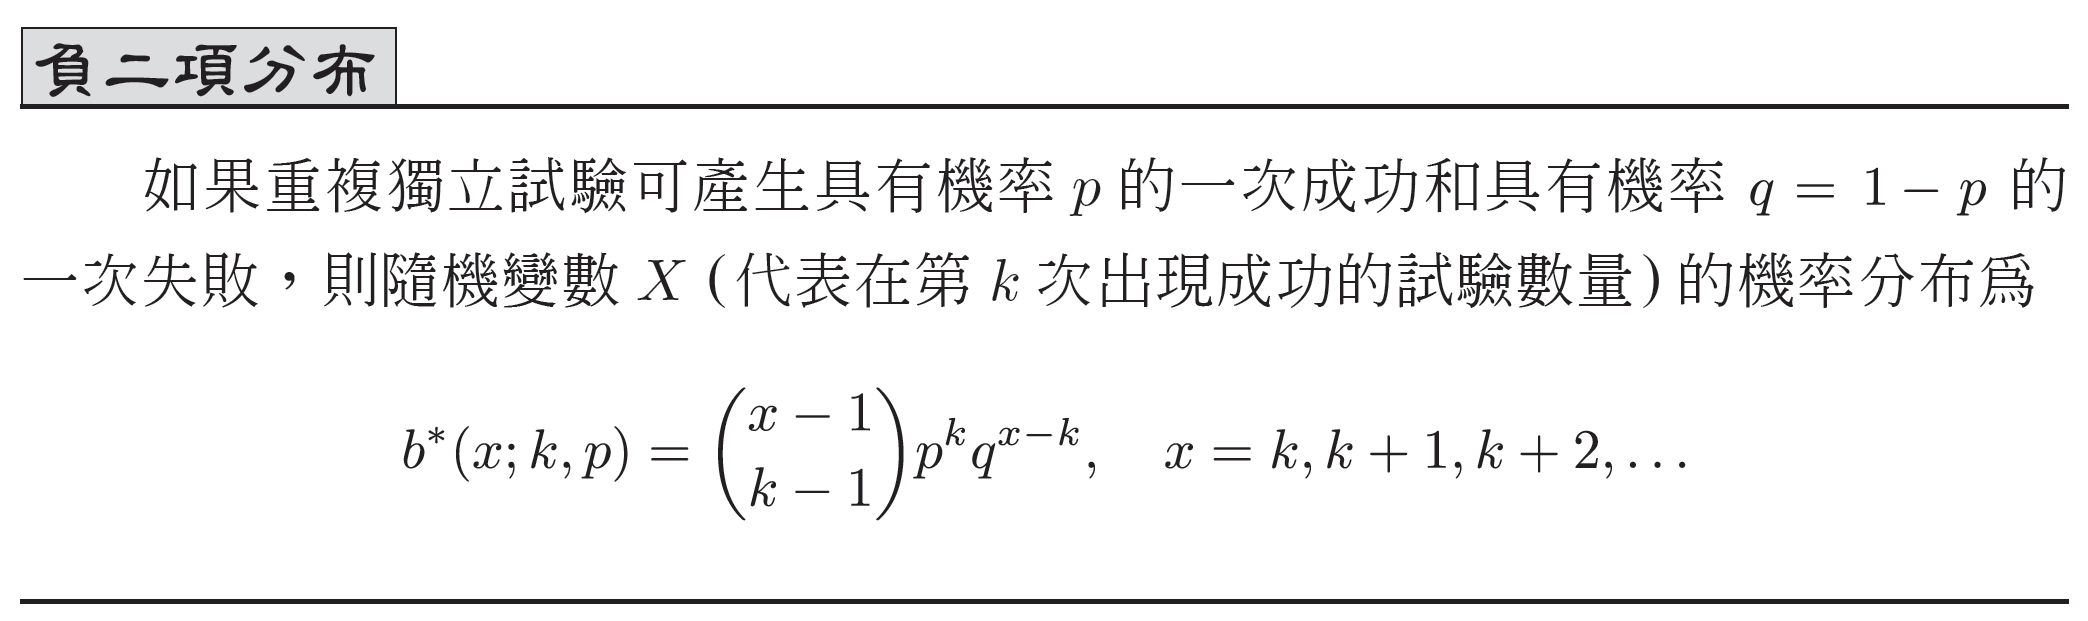 負二項分布
如果重複獨立試驗可產生具有機率 p 的一次成功和具有機率 q = 1 − p 的
一次失敗，則隨機變數 X (代表在第 k 次出現成功的試驗數量) 的機率分布爲
b*(x; k, p) = \binom{x − 1}{k − 1} p^k q^{x−k},  x = k, k + 1, k + 2, . . .